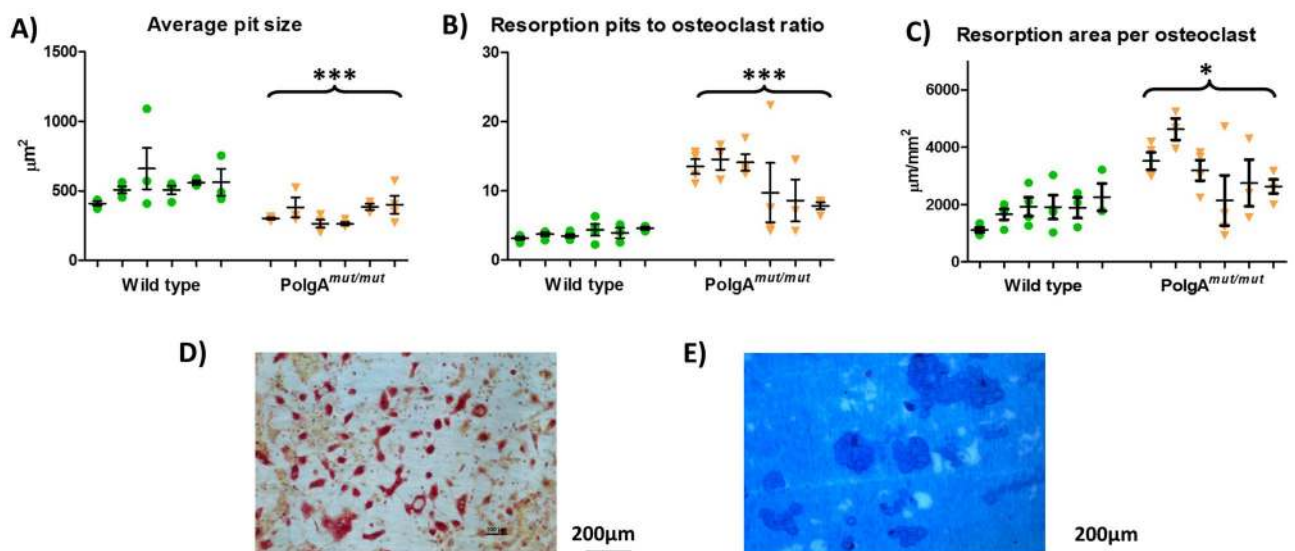 A)
Average pit size
1500
1000
500
0
μm²
***
Wild type
PolgA^mut/mut
B)
Resorption pits to osteoclast ratio
30
20
10
0
***
Wild type
PolgA^mut/mut
C)
Resorption area per osteoclast
6000
4000
2000
0
μm/mm²
*
Wild type
PolgA^mut/mut
D)
200μm
E)
200μm